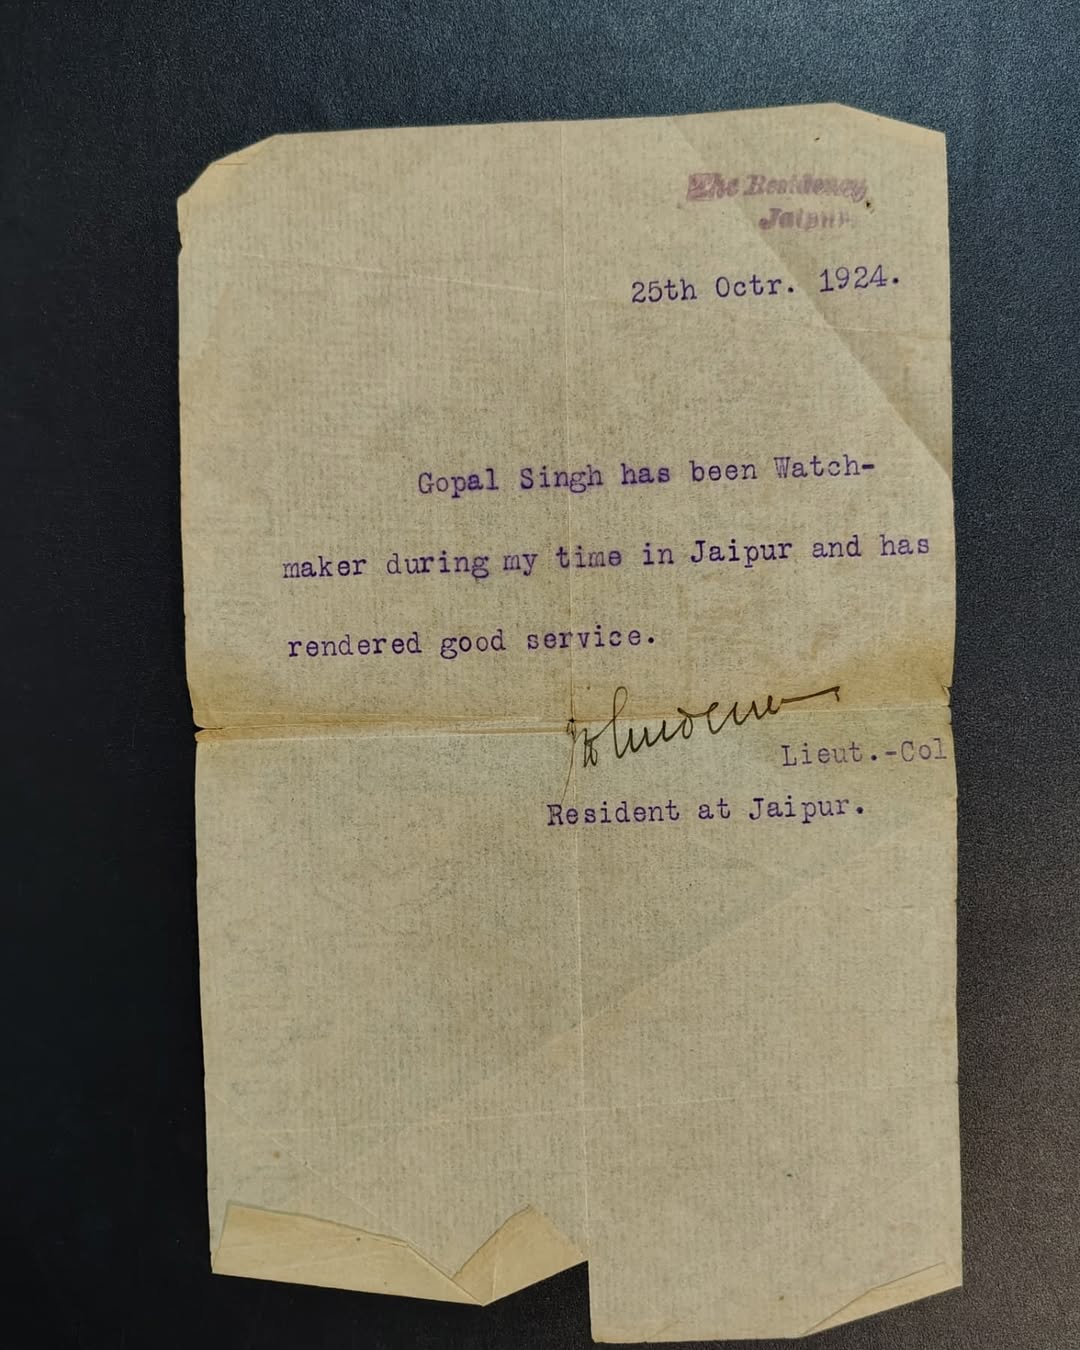 The Residency,
Jaipur.
25th Octr. 1924.
Gopal Singh has been Watch-
maker during my time in Jaipur and has
rendered good service.
Lieut.-Col
Resident at Jaipur.